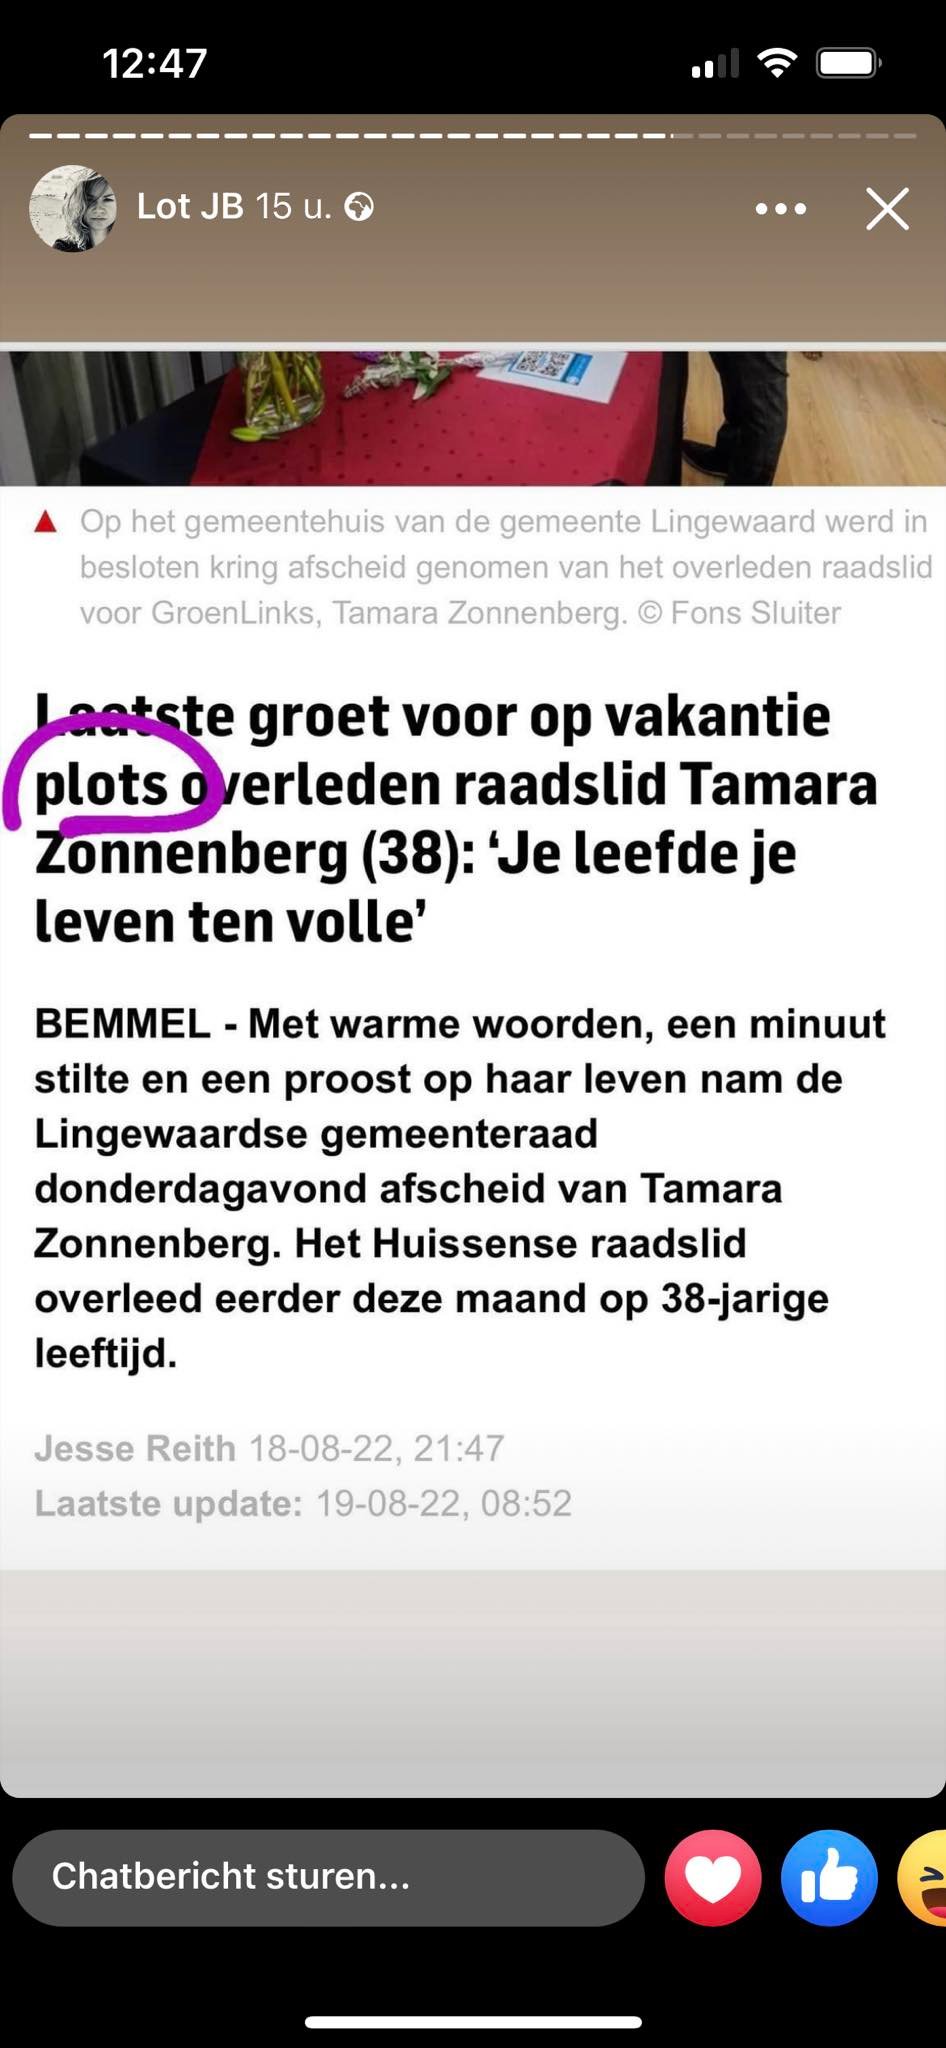 12:47
Lot JB 15 u.
Op het gemeentehuis van de gemeente Lingewaard werd in
besloten kring afscheid genomen van het overleden raadslid
voor GroenLinks, Tamara Zonnenberg. © Fons Sluiter
Laatste groet voor op vakantie
plots overleden raadslid Tamara
Zonnenberg (38): ‘Je leefde je
leven ten volle’
BEMMEL - Met warme woorden, een minuut
stilte en een proost op haar leven nam de
Lingewaardse gemeenteraad
donderdagavond afscheid van Tamara
Zonnenberg. Het Huissense raadslid
overleed eerder deze maand op 38-jarige
leeftijd.
Jesse Reith 18-08-22, 21:47
Laatste update: 19-08-22, 08:52
Chatbericht sturen...